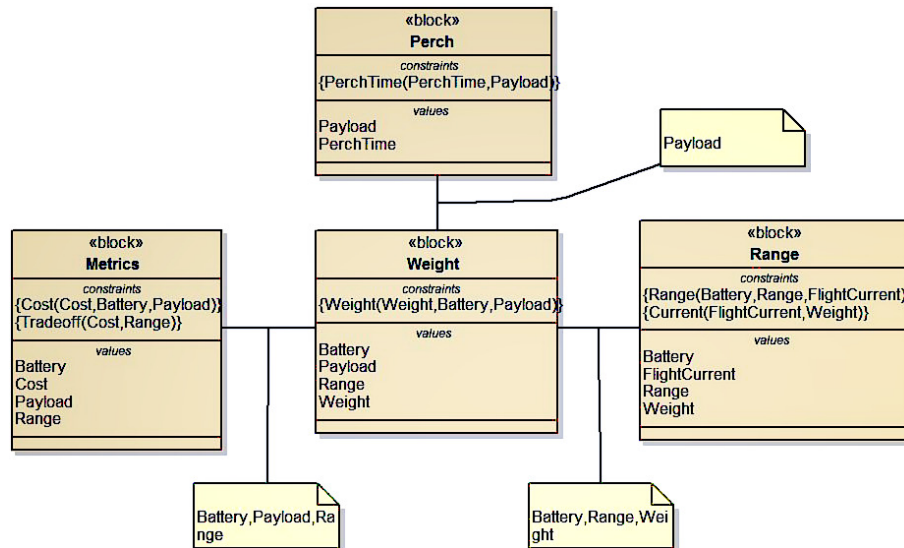 «block»
Perch
constraints
{PerchTime(PerchTime,Payload)}
values
Payload
PerchTime
Payload
«block»
Metrics
constraints
{Cost(Cost,Battery,Payload)}
{Tradeoff(Cost,Range)}
values
Battery
Cost
Payload
Range
«block»
Weight
constraints
{Weight(Weight,Battery,Payload)}
values
Battery
Payload
Range
Weight
«block»
Range
constraints
{Range(Battery,Range,FlightCurrent)
{Current(FlightCurrent,Weight)}
values
Battery
FlightCurrent
Range
Weight
Battery,Payload,Ra
nge
Battery,Range,Wei
ght